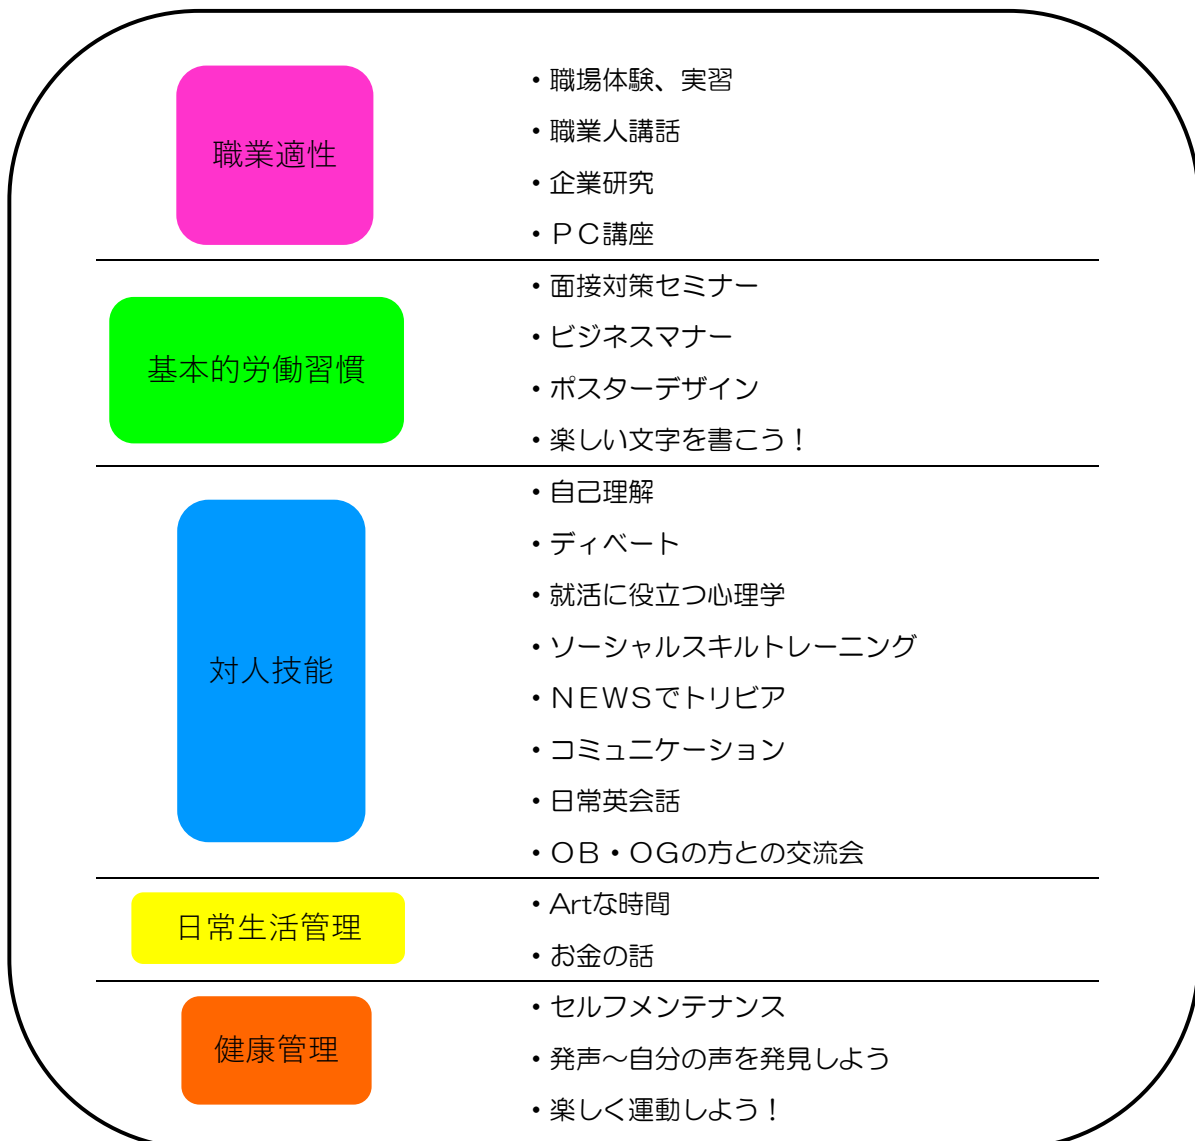 職業適性
・職場体験、実習
・職業人講話
・企業研究
・ＰＣ講座
基本的労働習慣
・面接対策セミナー
・ビジネスマナー
・ポスターデザイン
・楽しい文字を書こう！
対人技能
・自己理解
・ディベート
・就活に役立つ心理学
・ソーシャルスキルトレーニング
・ＮＥＷＳでトリビア
・コミュニケーション
・日常英会話
・ＯＢ・ＯＧの方との交流会
日常生活管理
・Artな時間
・お金の話
健康管理
・セルフメンテナンス
・発声～自分の声を発見しよう
・楽しく運動しよう！